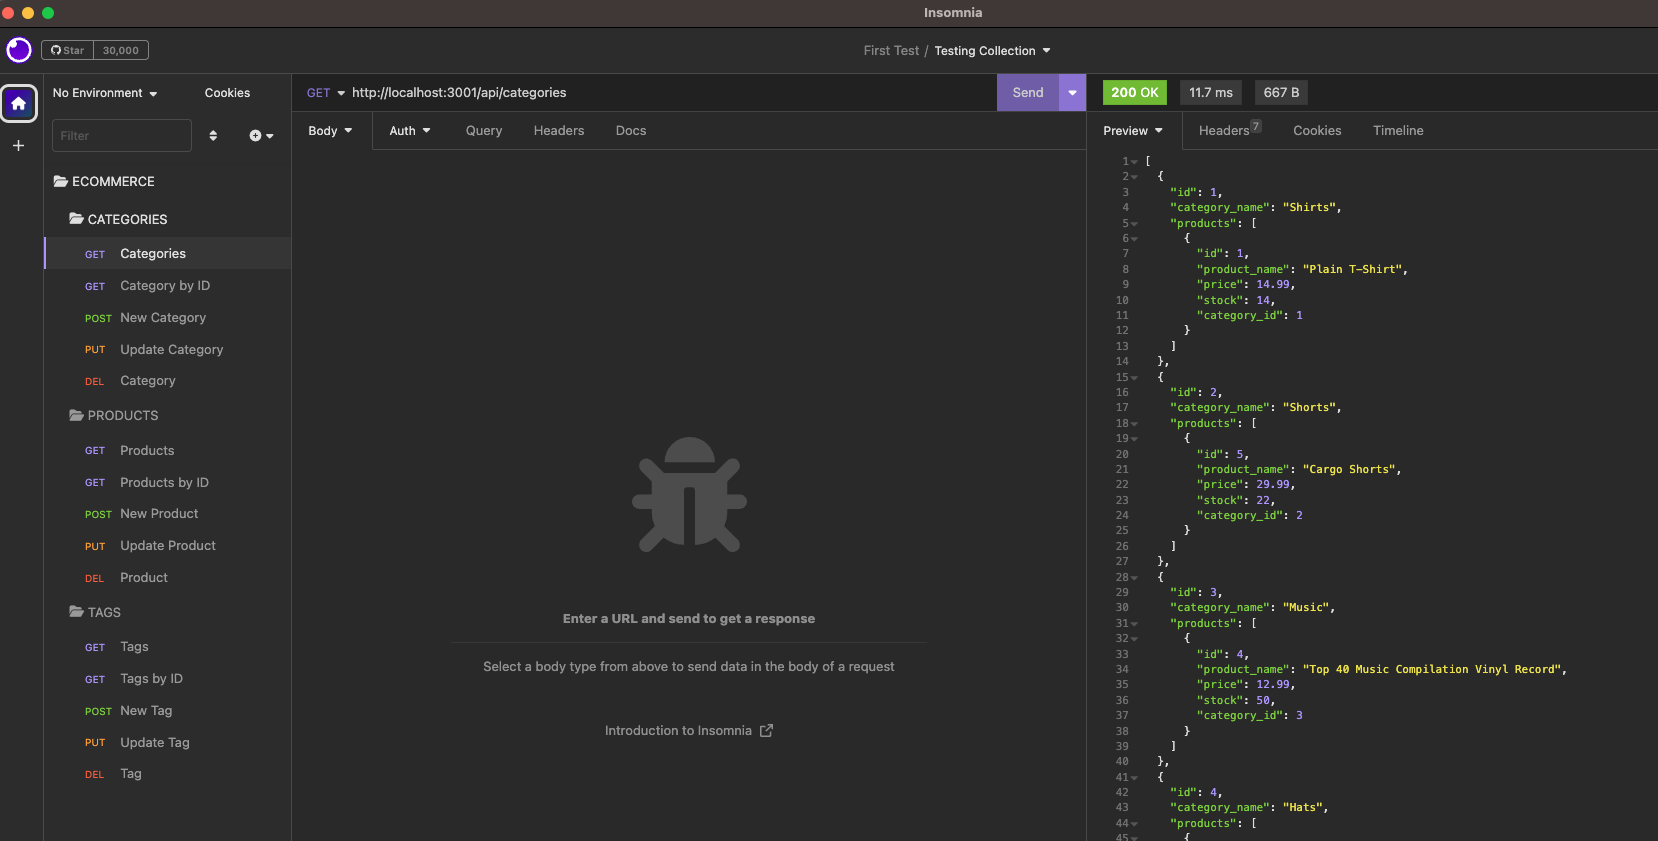 Insomnia
Star 30,000
First Test / Testing Collection
No Environment
Cookies
Filter
ECOMMERCE
CATEGORIES
GET Categories
GET Category by ID
POST New Category
PUT Update Category
DEL Category
PRODUCTS
GET Products
GET Products by ID
POST New Product
PUT Update Product
DEL Product
TAGS
GET Tags
GET Tags by ID
POST New Tag
PUT Update Tag
DEL Tag
GET http://localhost:3001/api/categories
Send
Body Auth Query Headers Docs
Enter a URL and send to get a response
Select a body type from above to send data in the body of a request
Introduction to Insomnia
200 OK 11.7 ms 667 B
Preview Headers 7 Cookies Timeline
1 [
2 {
3 "id": 1,
4 "category_name": "Shirts",
5 "products": [
6 {
7 "id": 1,
8 "product_name": "Plain T-Shirt",
9 "price": 14.99,
10 "stock": 14,
11 "category_id": 1
12 }
13 ]
14 },
15 {
16 "id": 2,
17 "category_name": "Shorts",
18 "products": [
19 {
20 "id": 5,
21 "product_name": "Cargo Shorts",
22 "price": 29.99,
23 "stock": 22,
24 "category_id": 2
25 }
26 ]
27 },
28 {
29 "id": 3,
30 "category_name": "Music",
31 "products": [
32 {
33 "id": 4,
34 "product_name": "Top 40 Music Compilation Vinyl Record",
35 "price": 12.99,
36 "stock": 50,
37 "category_id": 3
38 }
39 ]
40 },
41 {
42 "id": 4,
43 "category_name": "Hats",
44 "products": [
45 {